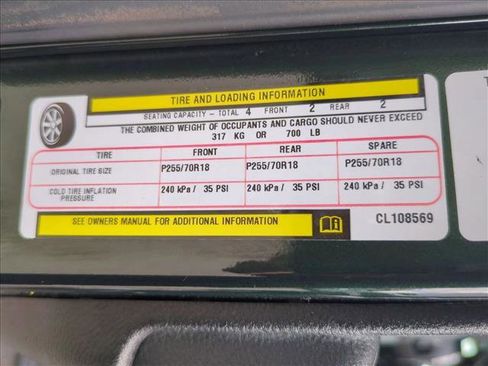 TIRE AND LOADING INFORMATION
SEATING CAPACITY - TOTAL 4 FRONT 2 REAR 2
THE COMBINED WEIGHT OF OCCUPANTS AND CARGO SHOULD NEVER EXCEED
317 KG OR 700 LB
TIRE FRONT REAR SPARE
ORIGINAL TIRE SIZE P255/70R18 P255/70R18 P255/70R18
COLD TIRE INFLATION PRESSURE 240 kPa / 35 PSI 240 kPa / 35 PSI 240 kPa / 35 PSI
SEE OWNERS MANUAL FOR ADDITIONAL INFORMATION CL108569